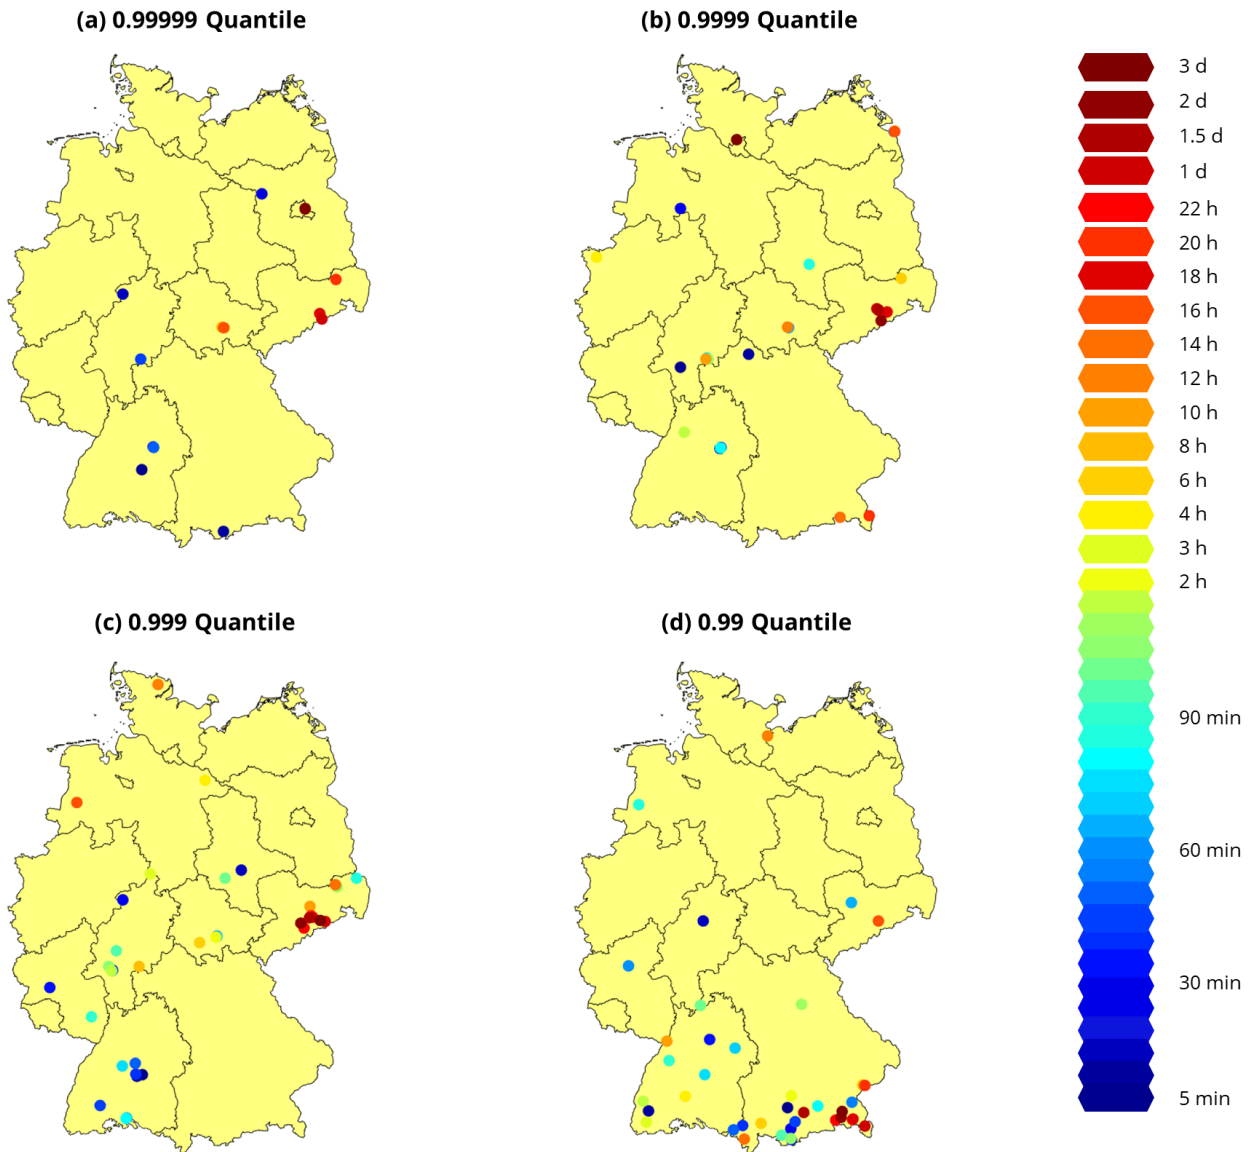 (a) 0.99999 Quantile
(b) 0.9999 Quantile
3 d
2 d
1.5 d
1 d
22 h
20 h
18 h
16 h
14 h
12 h
10 h
8 h
6 h
4 h
3 h
2 h
90 min
60 min
30 min
5 min
(c) 0.999 Quantile
(d) 0.99 Quantile